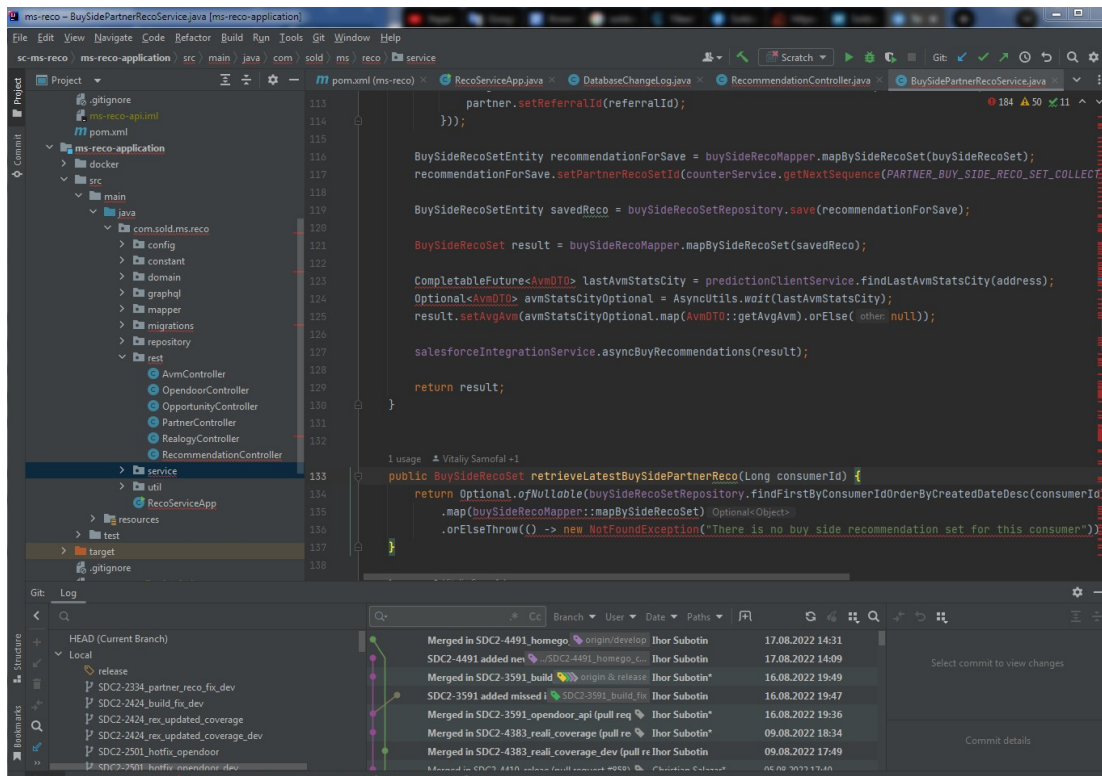 ms-reco – BuySidePartnerRecoService.java [ms-reco-application]
File Edit View Navigate Code Refactor Build Run Tools Git Window Help
sc-ms-reco ms-reco-application src main java com sold ms reco service
Scratch
Git:
Project
pom.xml (ms-reco)
RecoServiceApp.java
DatabaseChangeLog.java
RecommendationController.java
BuySidePartnerRecoService.java
Project
Commit
.gitignore
ms-reco-api.iml
pom.xml
ms-reco-application
docker
src
main
java
com.sold.ms.reco
config
constant
domain
graphql
mapper
migrations
repository
rest
AvmController
OpendoorController
OpportunityController
PartnerController
RealogyController
RecommendationController
service
util
RecoServiceApp
resources
test
target
.gitignore
184 50 11
113 partner.setReferralId(referralId);
114 }));
115
116 BuySideRecoSetEntity recommendationForSave = buySideRecoMapper.mapBySideRecoSet(buySideRecoSet);
117 recommendationForSave.setPartnerRecoSetId(counterService.getNextSequence(PARTNER_BUY_SIDE_RECO_SET_COLLECT
118
119 BuySideRecoSetEntity savedReco = buySideRecoSetRepository.save(recommendationForSave);
120
121 BuySideRecoSet result = buySideRecoMapper.mapBySideRecoSet(savedReco);
122
123 CompletableFuture<AvmDTO> lastAvmStatsCity = predictionClientService.findLastAvmStatsCity(address);
124 Optional<AvmDTO> avmStatsCityOptional = AsyncUtils.wait(lastAvmStatsCity);
125 result.setAvgAvm(avmStatsCityOptional.map(AvmDTO::getAvgAvm).orElse( other: null));
126
127 salesforceIntegrationService.asyncBuyRecommendations(result);
128
129 return result;
130 }
131
132
1 usage Vitaliy Samofal +1
133 public BuySideRecoSet retrieveLatestBuySidePartnerReco(Long consumerId) {
134 return Optional.ofNullable(buySideRecoSetRepository.findFirstByConsumerIdOrderByCreatedDateDesc(consumerId
135 .map(buySideRecoMapper::mapBySideRecoSet) Optional<Object>
136 .orElseThrow(() -> new NotFoundException("There is no buy side recommendation set for this consumer"))
137 }
138
Git: Log
Structure
Bookmarks
HEAD (Current Branch)
Local
release
SDC2-2334_partner_reco_fix_dev
SDC2-2424_build_fix_dev
SDC2-2424_rex_updated_coverage
SDC2-2424_rex_updated_coverage_dev
SDC2-2501_hotfix_opendoor
SDC2-2501_hotfix_opendoor_dev
.* Cc Branch User Date Paths
Merged in SDC2-4491_homego origin/develop Ihor Subotin 17.08.2022 14:31
SDC2-4491 added ne ../SDC2-4491_homego_c... Ihor Subotin 17.08.2022 14:09
Merged in SDC2-3591_build origin & release Ihor Subotin* 16.08.2022 19:49
SDC2-3591 added missed i SDC2-3591_build_fix Ihor Subotin 16.08.2022 19:47
Merged in SDC2-3591_opendoor_api (pull req Ihor Subotin* 16.08.2022 19:36
Merged in SDC2-4383_reali_coverage (pull re Ihor Subotin* 09.08.2022 18:34
Merged in SDC2-4383_reali_coverage_dev (pull re Ihor Subotin* 09.08.2022 17:49
Christian Salazar* 05.08.2022 17:40
Select commit to view changes
Commit details